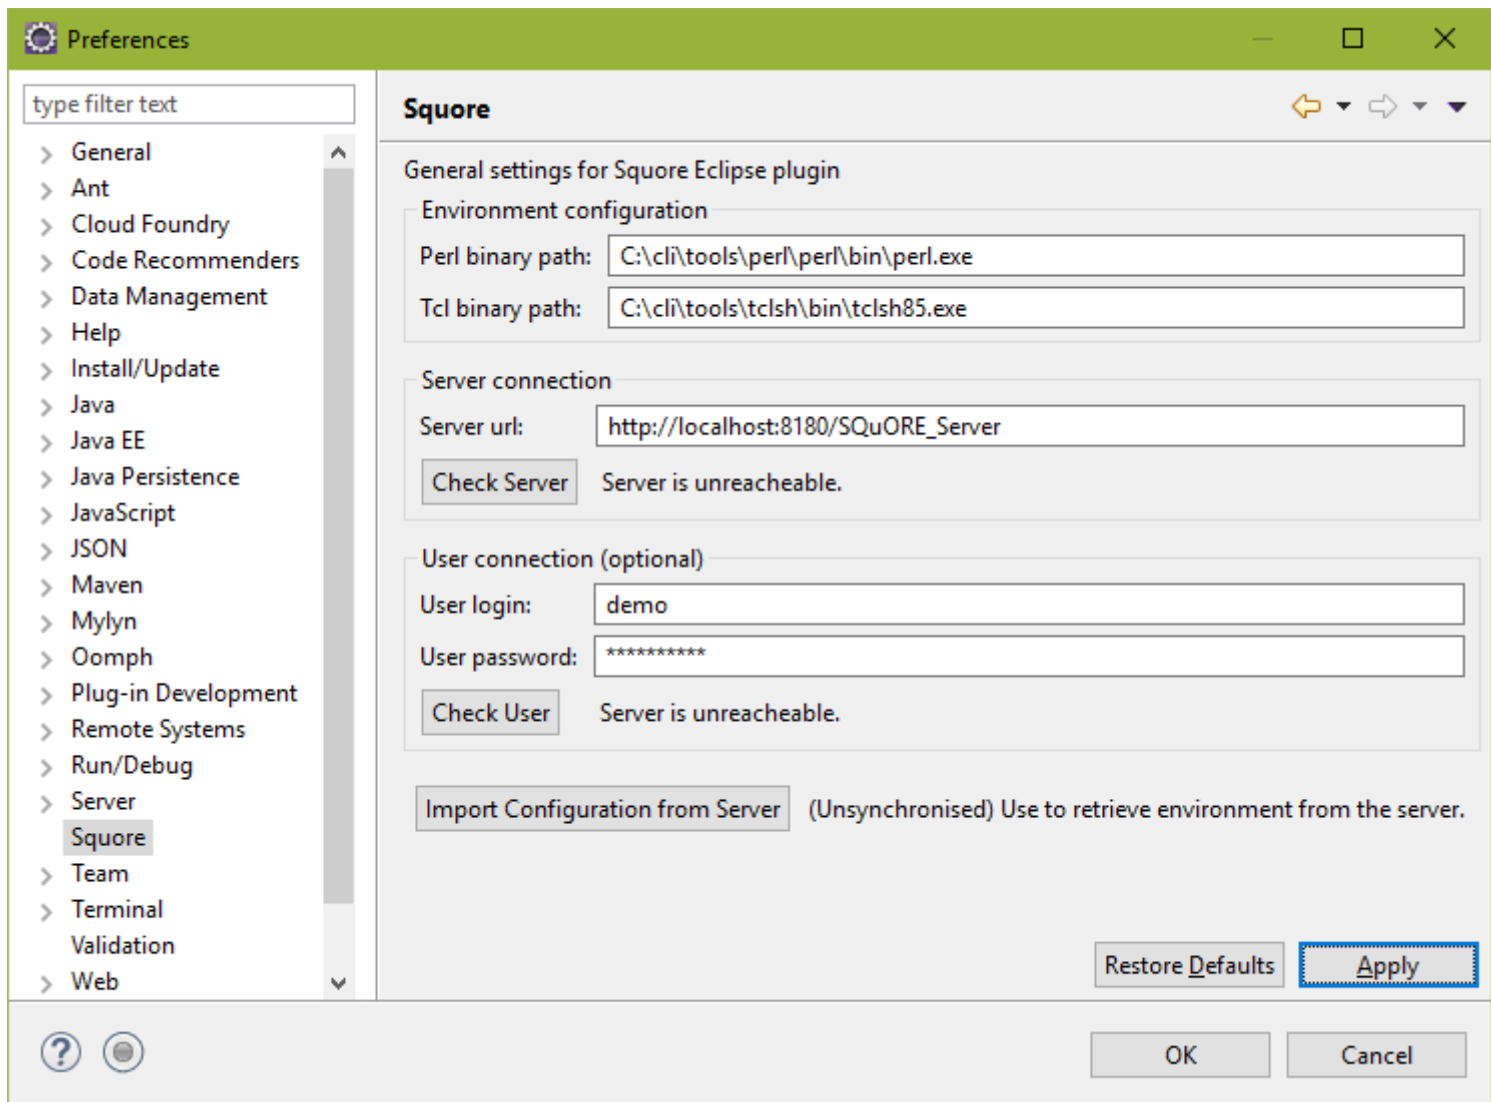 Preferences
type filter text
General
Ant
Cloud Foundry
Code Recommenders
Data Management
Help
Install/Update
Java
Java EE
Java Persistence
JavaScript
JSON
Maven
Mylyn
Oomph
Plug-in Development
Remote Systems
Run/Debug
Server
Squore
Team
Terminal
Validation
Web
Squore
General settings for Squore Eclipse plugin
Environment configuration
Perl binary path: C:\cli\tools\perl\perl\bin\perl.exe
Tcl binary path: C:\cli\tools\tclsh\bin\tclsh85.exe
Server connection
Server url: http://localhost:8180/SQuORE_Server
Check Server Server is unreacheable.
User connection (optional)
User login: demo
User password: **********
Check User Server is unreacheable.
Import Configuration from Server (Unsynchronised) Use to retrieve environment from the server.
Restore Defaults Apply
? OK Cancel